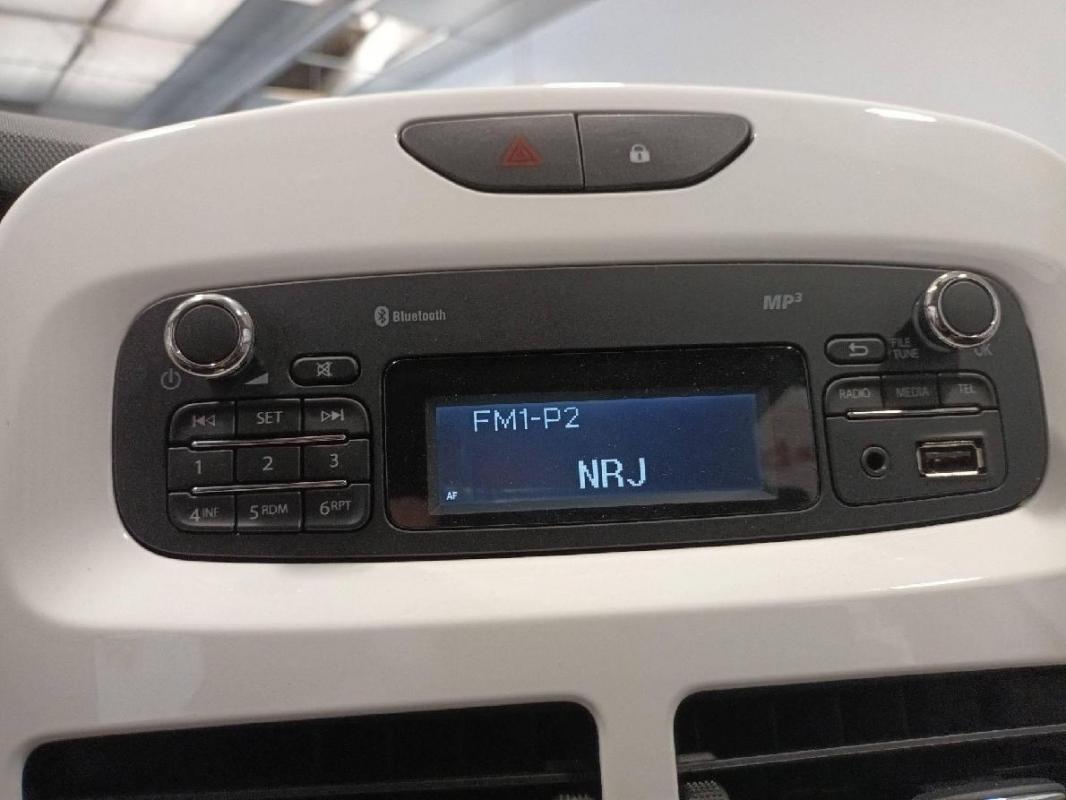 Bluetooth
MP3
FILE
TUNE
OK
SET
RADIO
MEDIA
TEL
FM1-P2
1
2
3
NRJ
AF
4 INF
5 RDM
6 RPT